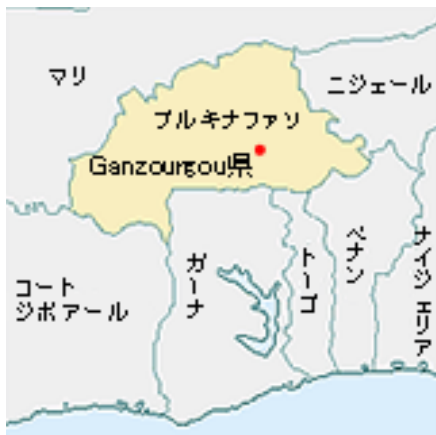 マリ
ニジェール
ブルキナファソ
Ganzourgou県
コート
ジボアール
ガーナ
トーゴ
ベナン
ナイジェリア